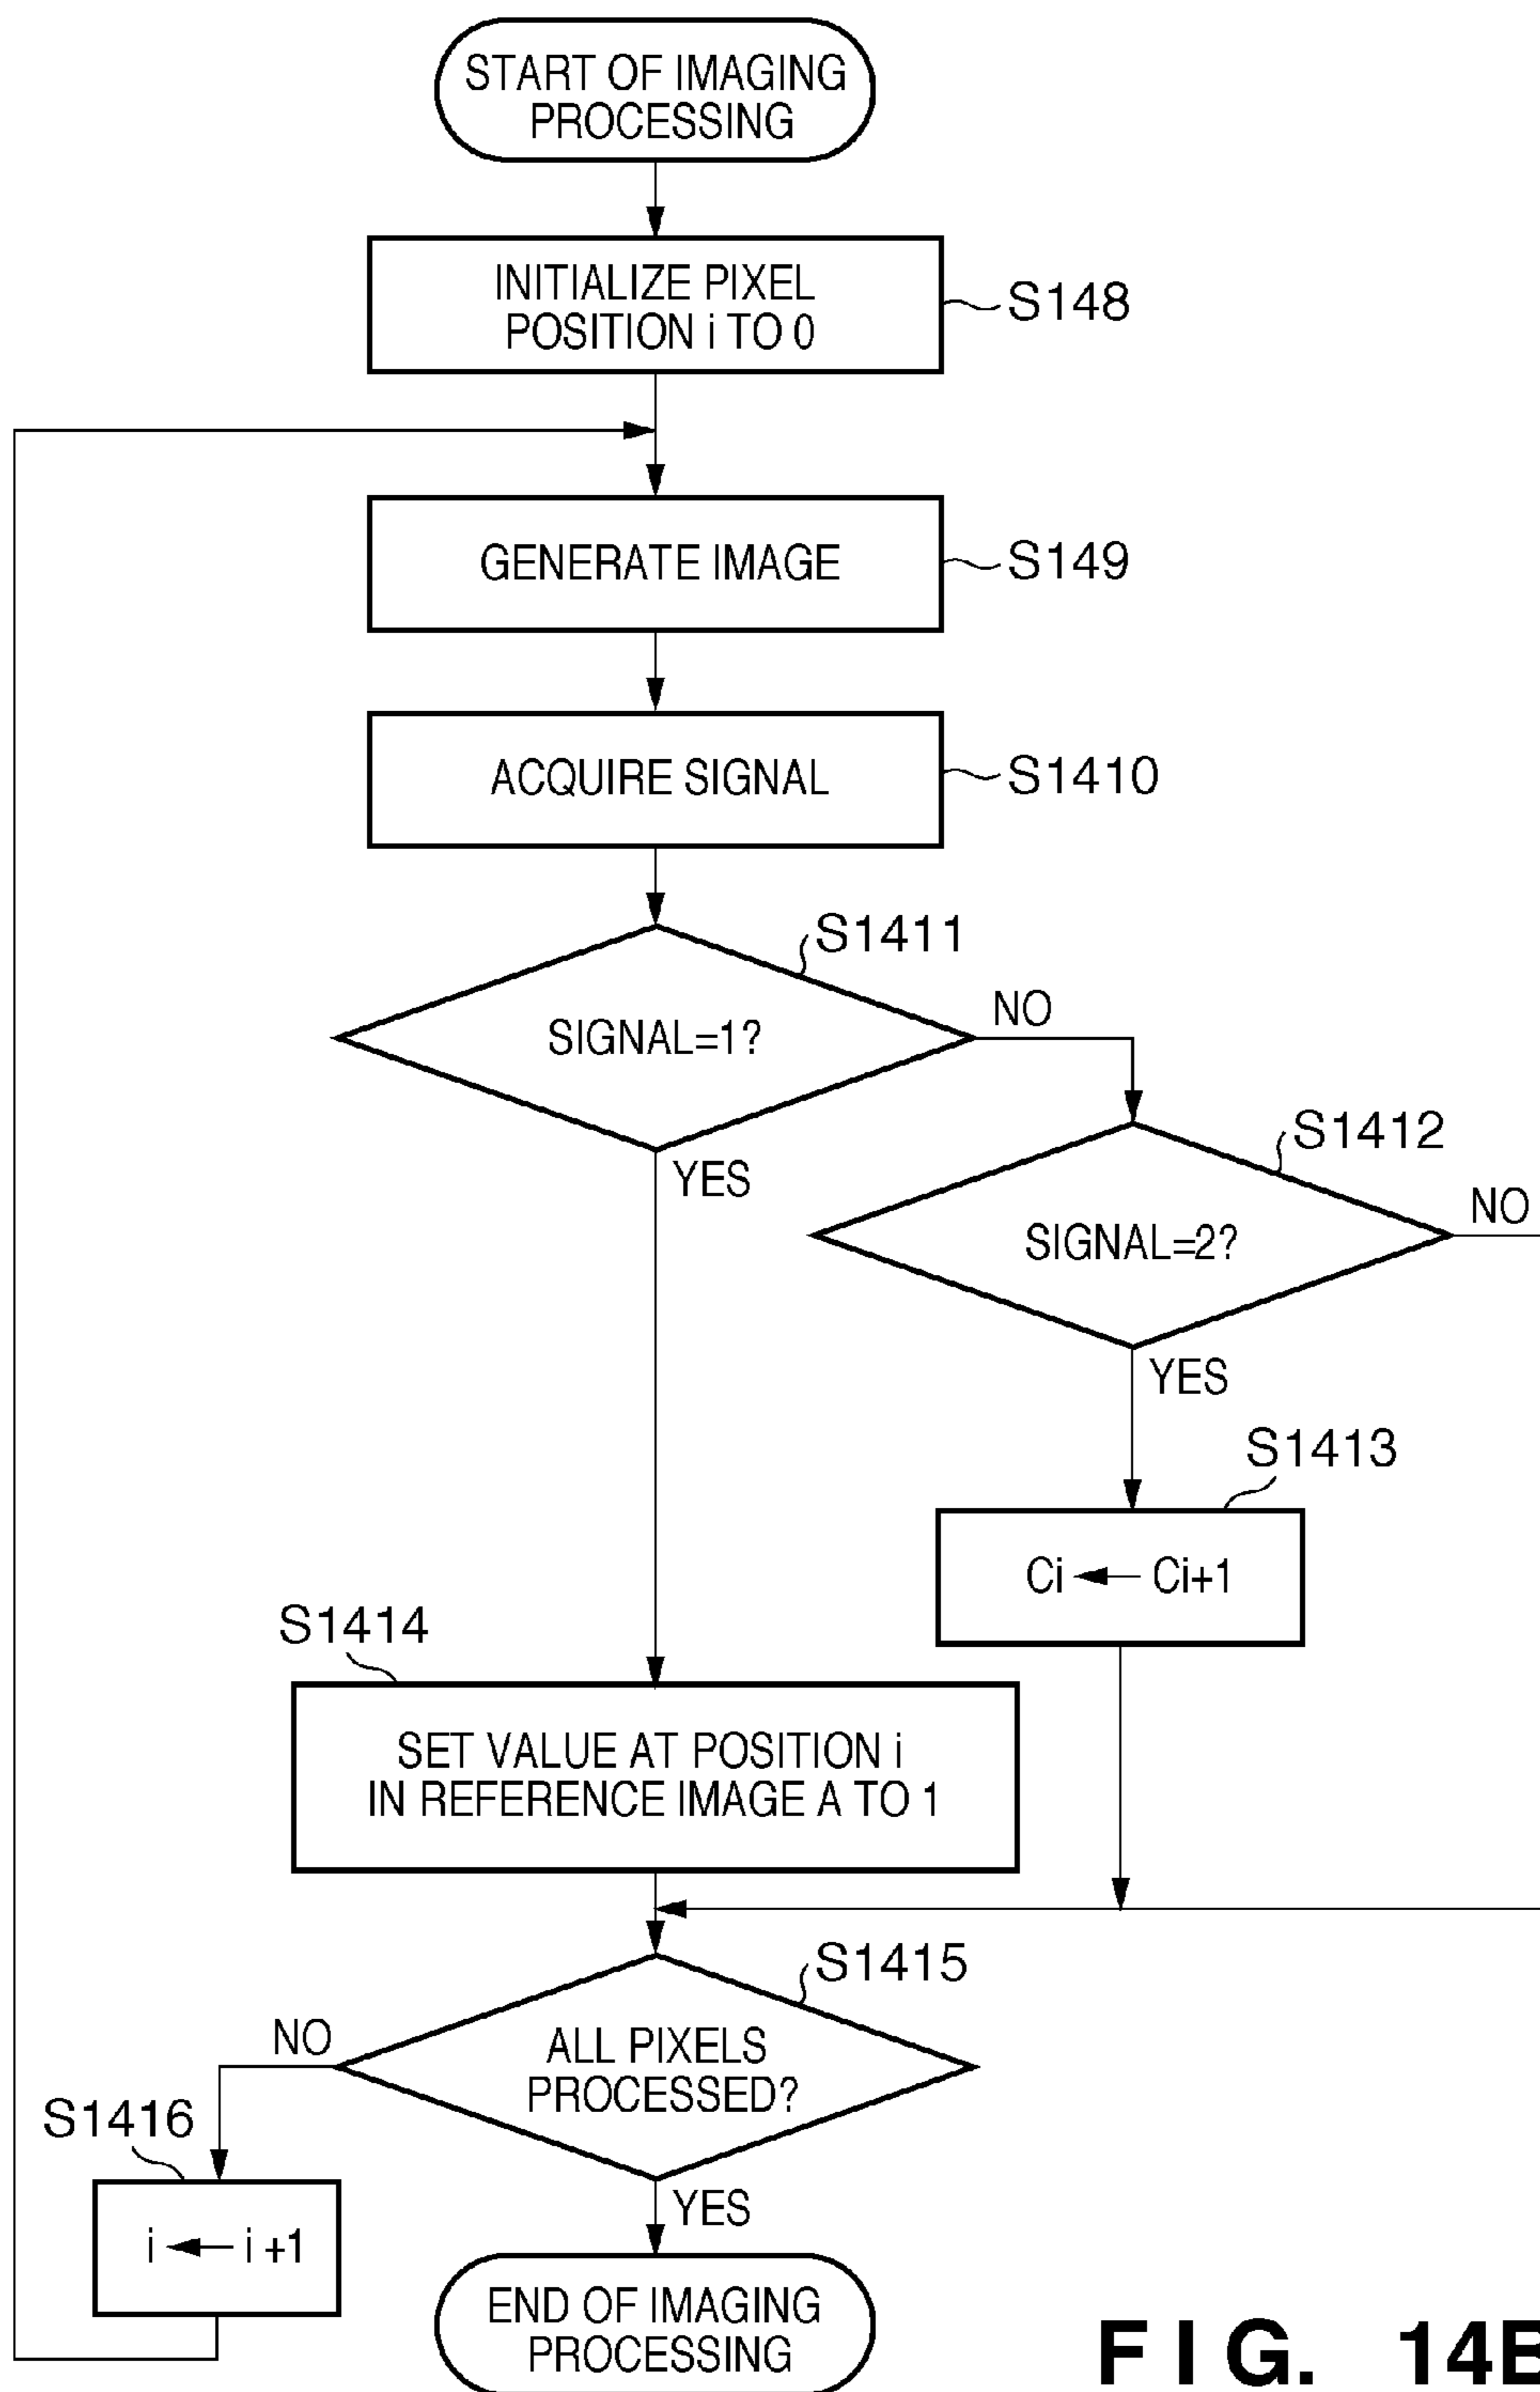 START OF IMAGING
PROCESSING
INITIALIZE PIXEL
POSITION i TO 0
S148
GENERATE IMAGE
S149
ACQUIRE SIGNAL
S1410
S1411
SIGNAL=1?
NO
YES
S1412
SIGNAL=2?
NO
YES
S1413
Ci ← Ci+1
S1414
SET VALUE AT POSITION i
IN REFERENCE IMAGE A TO 1
S1415
ALL PIXELS
PROCESSED?
NO
YES
S1416
i ← i +1
END OF IMAGING
PROCESSING
FIG. 14B